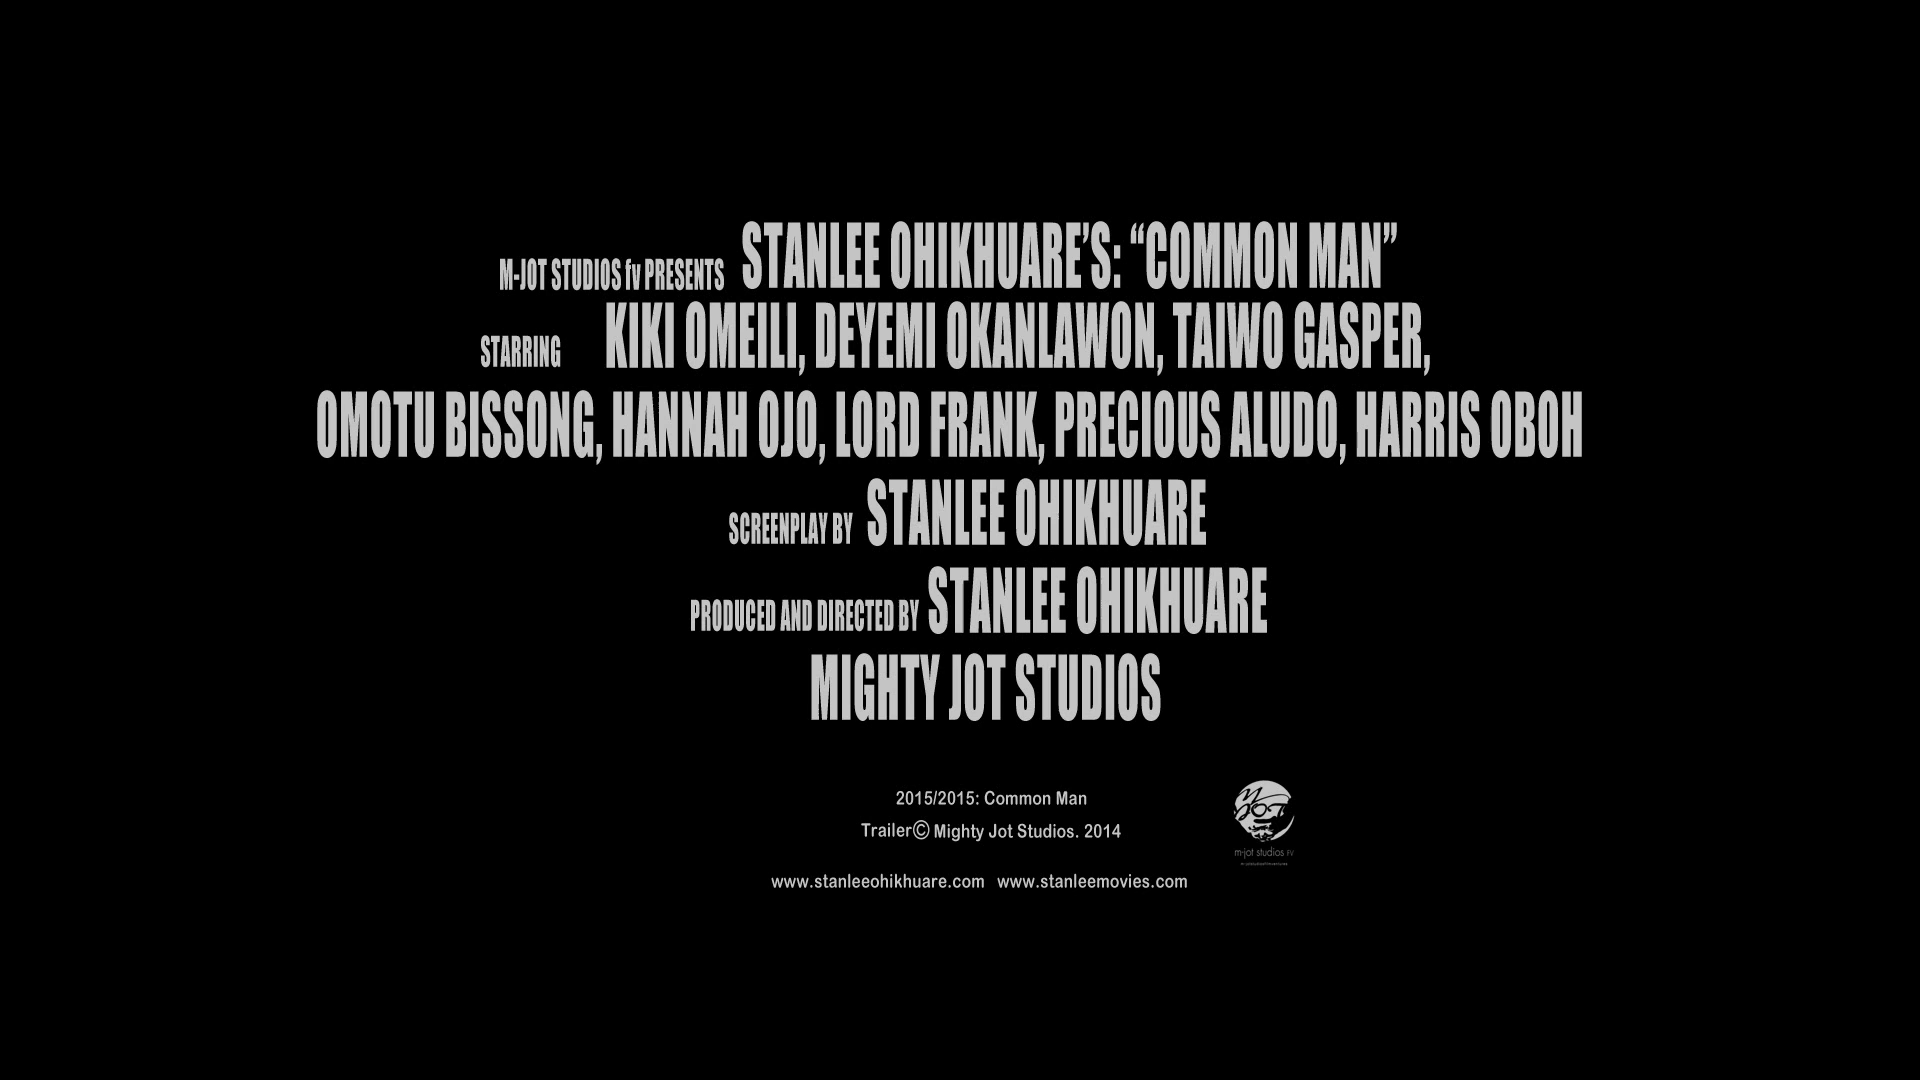 M-JOT STUDIOS fv PRESENTS STANLEE OHIKHUARE’S: “COMMON MAN”
STARRING KIKI OMEILI, DEYEMI OKANLAWON, TAIWO GASPER,
OMOTU BISSONG, HANNAH OJO, LORD FRANK, PRECIOUS ALUDO, HARRIS OBOH
SCREENPLAY BY STANLEE OHIKHUARE
PRODUCED AND DIRECTED BY STANLEE OHIKHUARE
MIGHTY JOT STUDIOS
2015/2015: Common Man
Trailer© Mighty Jot Studios. 2014
M JOT
m-jot studios FV
www.stanleeohikhuare.com www.stanleemovies.com